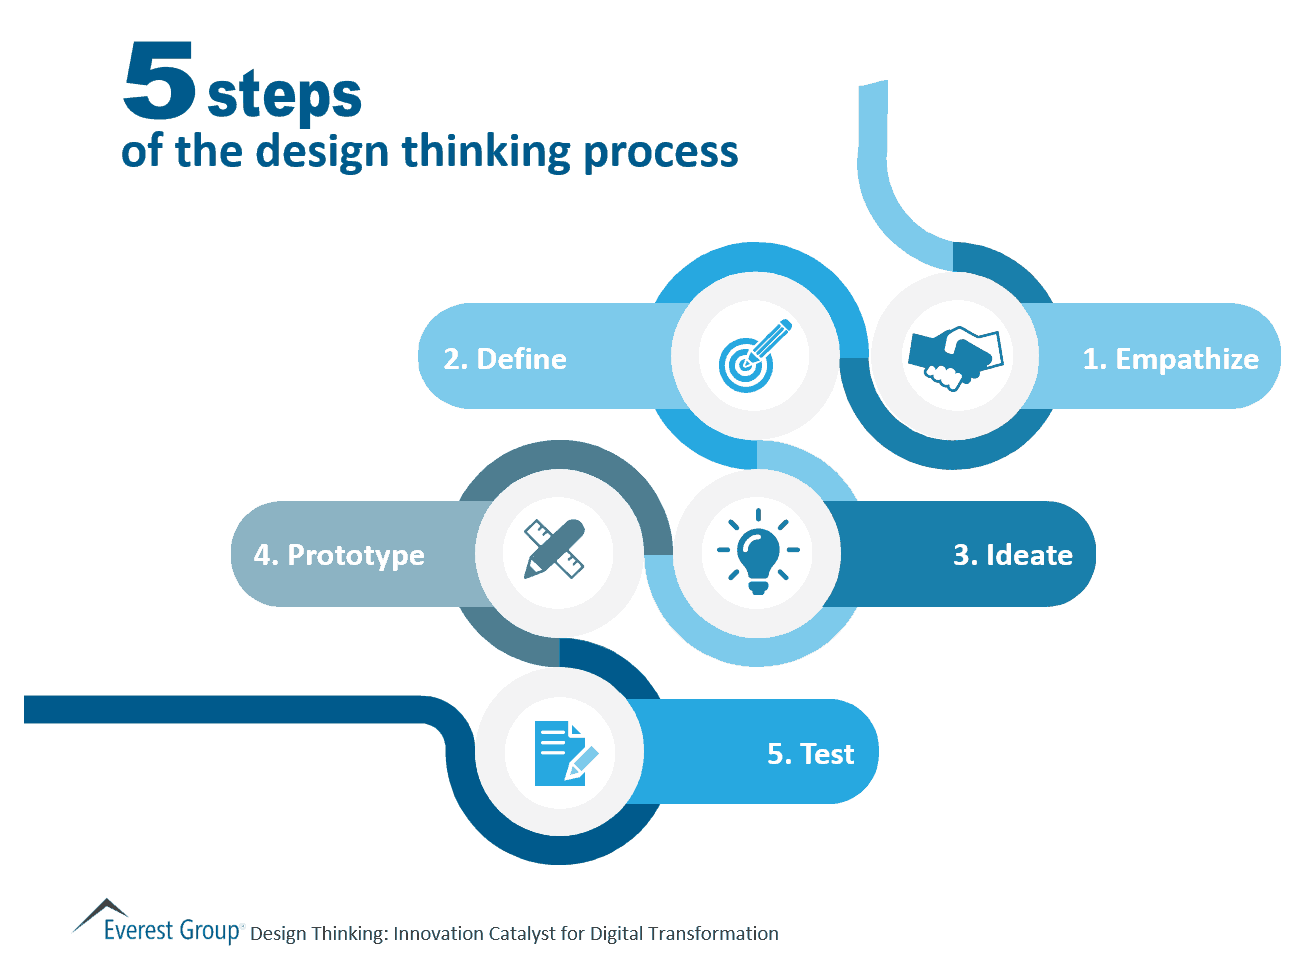 5 steps
of the design thinking process
1. Empathize
2. Define
3. Ideate
4. Prototype
5. Test
Everest Group® Design Thinking: Innovation Catalyst for Digital Transformation